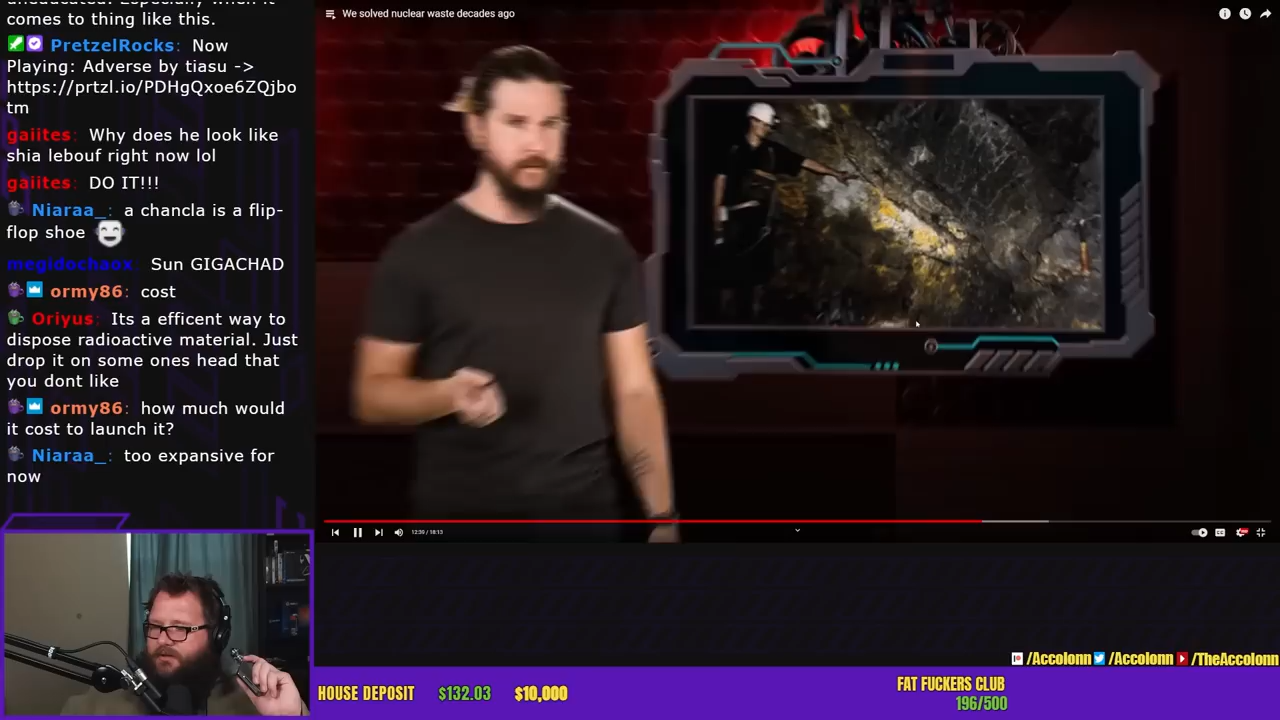 uneducated. Especially when it
comes to thing like this.
PretzelRocks: Now
Playing: Adverse by tiasu ->
https://prtzl.io/PDHgQxoe6ZQjbo
tm
gaiites: Why does he look like
shia lebouf right now lol
gaiites: DO IT!!!
Niaraa_: a chancla is a flip-
flop shoe
megidochaox: Sun GIGACHAD
ormy86: cost
Oriyus: Its a efficent way to
dispose radioactive material. Just
drop it on some ones head that
you dont like
ormy86: how much would
it cost to launch it?
Niaraa_: too expansive for
now
We solved nuclear waste decades ago
12:39 / 18:13
/Accolonn /Accolonn /TheAccolonn
HOUSE DEPOSIT $132.03 $10,000
FAT FUCKERS CLUB
196/500